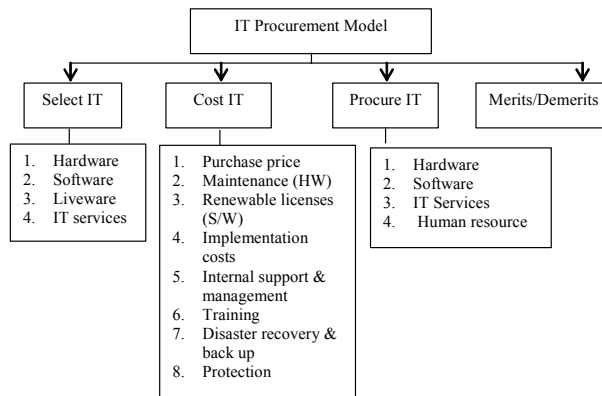 IT Procurement Model
Select IT
Cost IT
Procure IT
Merits/Demerits
1. Hardware
2. Software
3. Liveware
4. IT services
1. Purchase price
2. Maintenance (HW)
3. Renewable licenses
(S/W)
4. Implementation
costs
5. Internal support &
management
6. Training
7. Disaster recovery &
back up
8. Protection
1. Hardware
2. Software
3. IT Services
4. Human resource